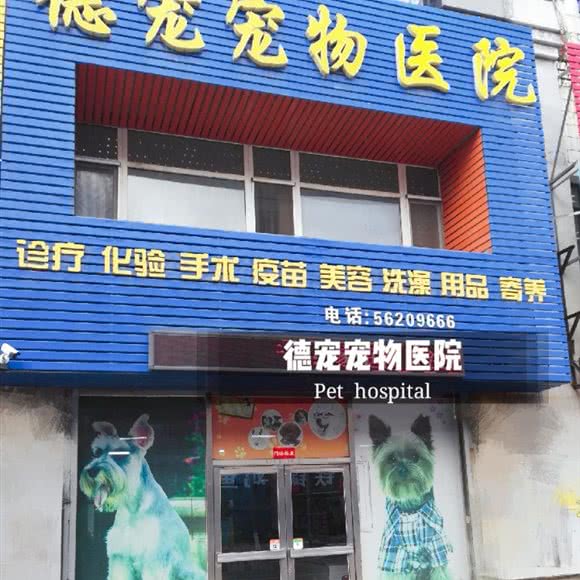 德宠宠物医院
诊疗 化验 手术 疫苗 美容 洗澡 用品 寄养
电话:56209666
德宠宠物医院
Pet hospital